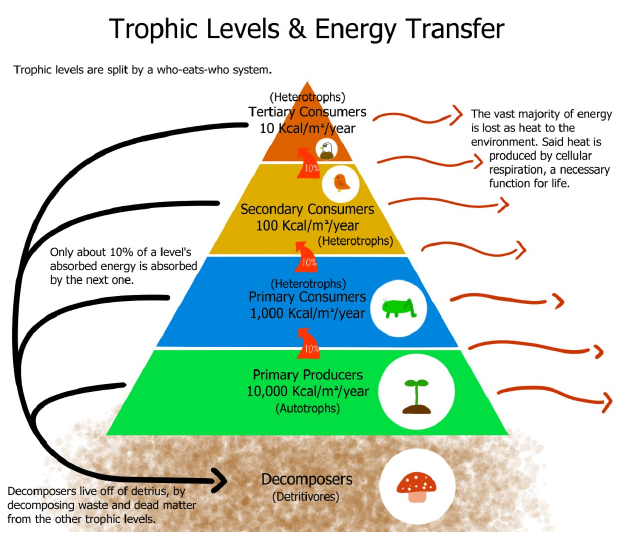 Trophic Levels & Energy Transfer
Trophic levels are split by a who-eats-who system.
(Heterotrophs)
Tertiary Consumers
10 Kcal/m²/year
The vast majority of energy
is lost as heat to the
environment. Said heat is
produced by cellular
respiration, a necessary
function for life.
10%
Secondary Consumers
100 Kcal/m²/year
(Heterotrophs)
Only about 10% of a level's
absorbed energy is absorbed
by the next one.
10%
(Heterotrophs)
Primary Consumers
1,000 Kcal/m²/year
10%
Primary Producers
10,000 Kcal/m²/year
(Autotrophs)
Decomposers
(Detritivores)
Decomposers live off of detrius, by
decomposing waste and dead matter
from the other trophic levels.